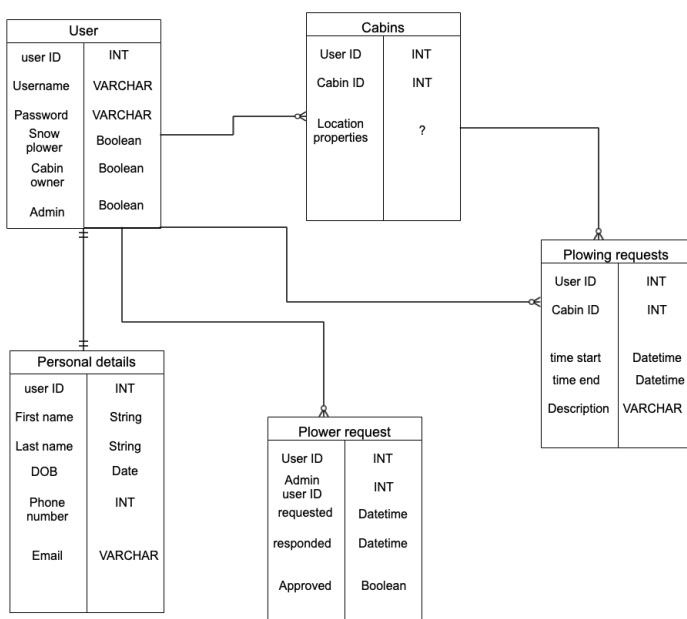 User
user ID INT
Username VARCHAR
Password VARCHAR
Snow
plower Boolean
Cabin
owner Boolean
Admin Boolean
Cabins
User ID INT
Cabin ID INT
Location
properties ?
Plowing requests
User ID INT
Cabin ID INT
time start Datetime
time end Datetime
Description VARCHAR
Personal details
user ID INT
First name String
Last name String
DOB Date
Phone
number INT
Email VARCHAR
Plower request
User ID INT
Admin
user ID INT
requested Datetime
responded Datetime
Approved Boolean